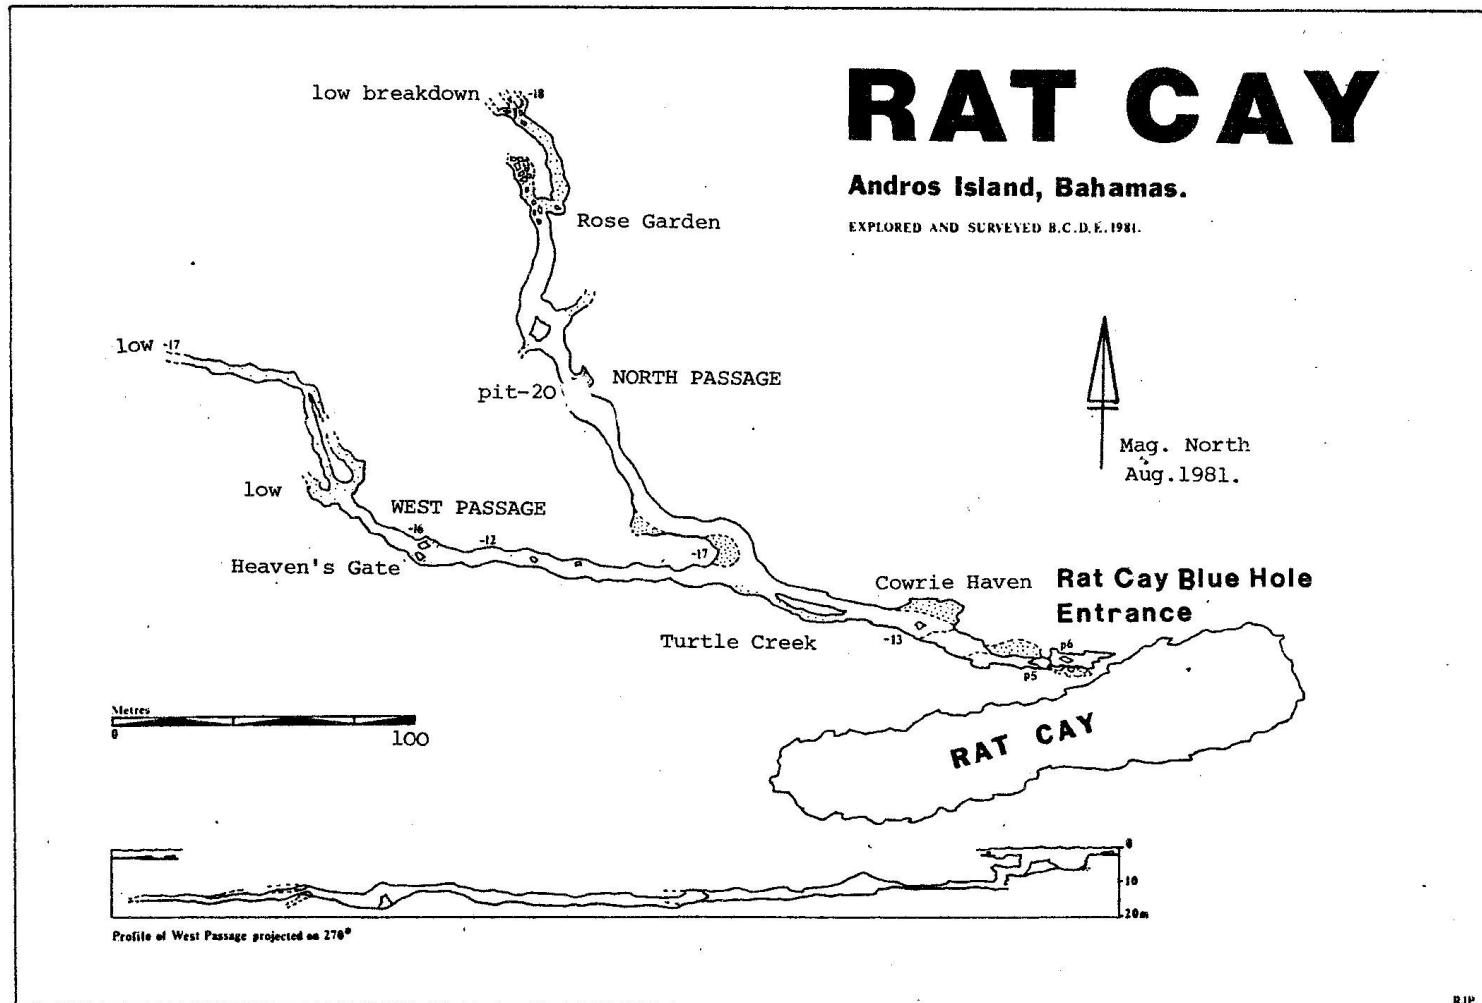 RAT CAY
Andros Island, Bahamas.
EXPLORED AND SURVEYED B.C.D.E. 1981.
low breakdown
-18
Rose Garden
low -17
NORTH PASSAGE
pit-20
Mag. North
Aug.1981.
low
WEST PASSAGE
-16
-12
-17
Heaven's Gate
Cowrie Haven
Rat Cay Blue Hole
Entrance
Turtle Creek
-13
p6
p5
Metres
0
100
RAT CAY
0
-10
20m
Profile of West Passage projected on 270°
RJP